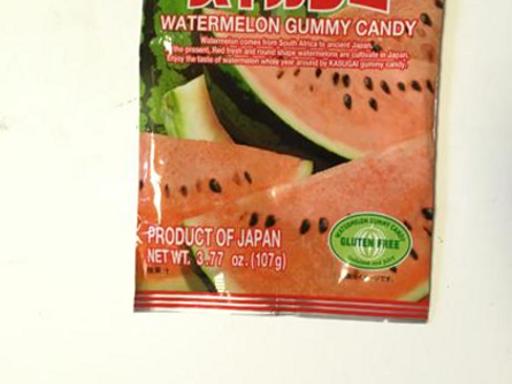 WATERMELON GUMMY CANDY
Watermelon comes from South Africa to ancient Japan.
the present, Red fresh and round shape watermelons are cultivate in Japan,
Enjoy the taste of watermelon whole year around by KASUGAI gummy candy.
WATERMELON GUMMY CANDY
GLUTEN FREE
PRODUCT OF JAPAN
NET WT. 3.77 oz. (107g)